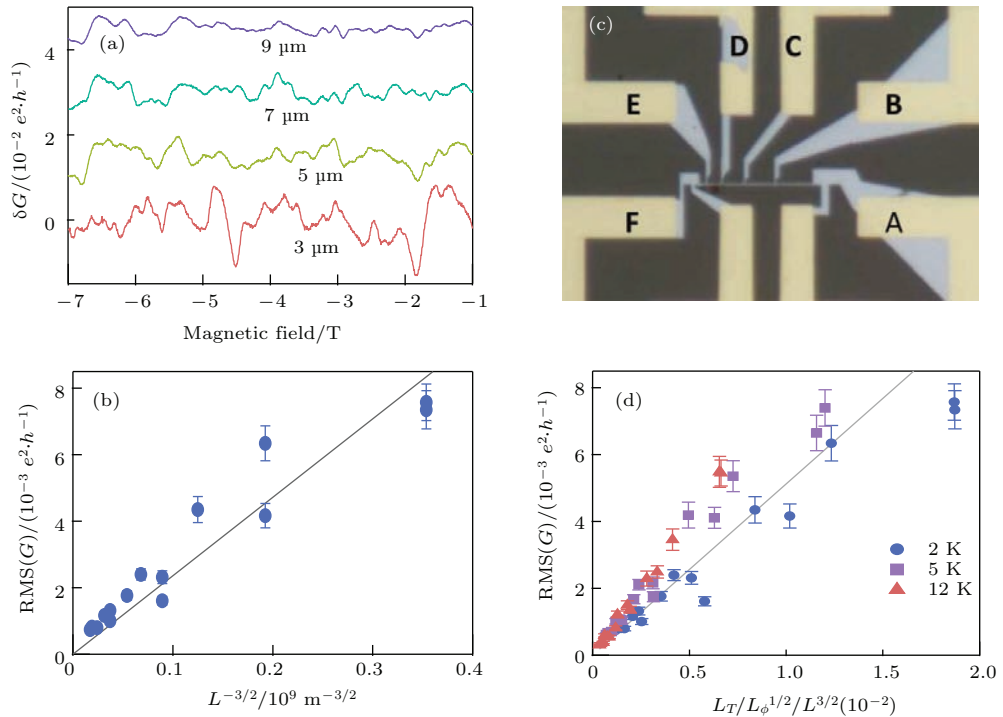 (a)
9 μm
7 μm
5 μm
3 μm
4
2
0
δG/(10⁻² e²·h⁻¹)
−7
−6
−5
−4
−3
−2
−1
Magnetic field/T
(c)
D
C
E
B
F
A
(b)
8
6
4
2
0
RMS(G)/(10⁻³ e²·h⁻¹)
0
0.1
0.2
0.3
0.4
L⁻³/²/10⁹ m⁻³/²
(d)
8
6
4
2
0
RMS(G)/(10⁻³ e²·h⁻¹)
2 K
5 K
12 K
0
0.5
1.0
1.5
2.0
L_T/L_ϕ¹/²/L³/²(10⁻²)